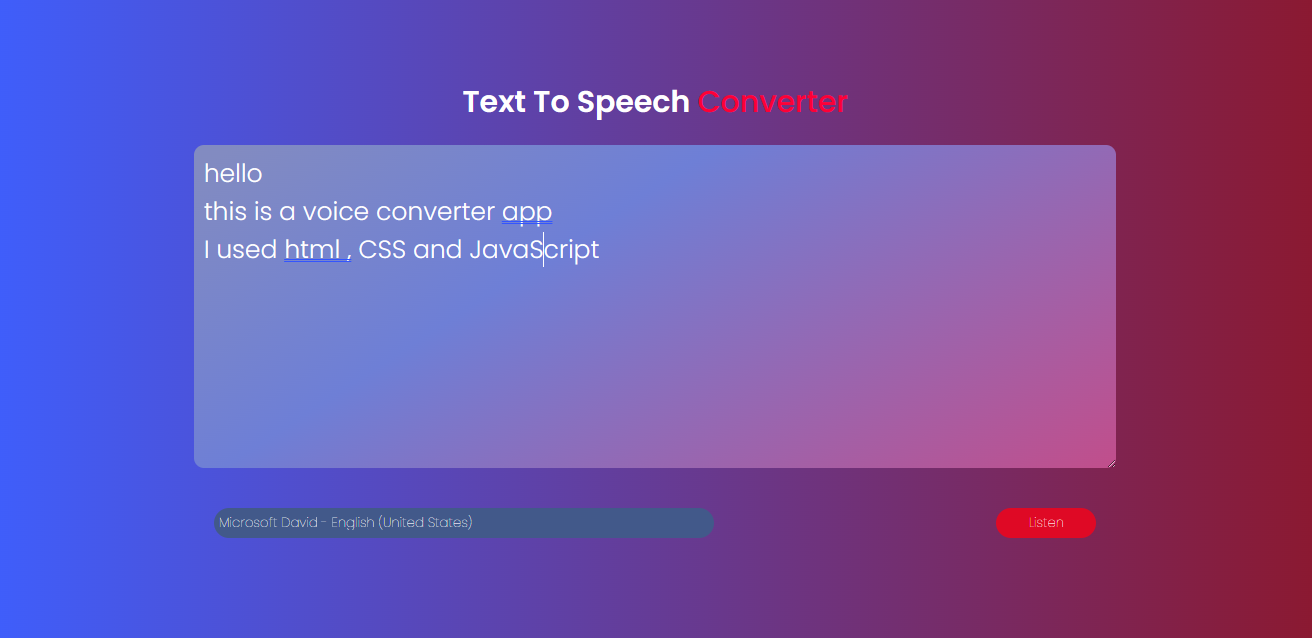 Text To Speech Converter
hello
this is a voice converter app
I used html , CSS and JavaScript
Microsoft David - English (United States)
Listen